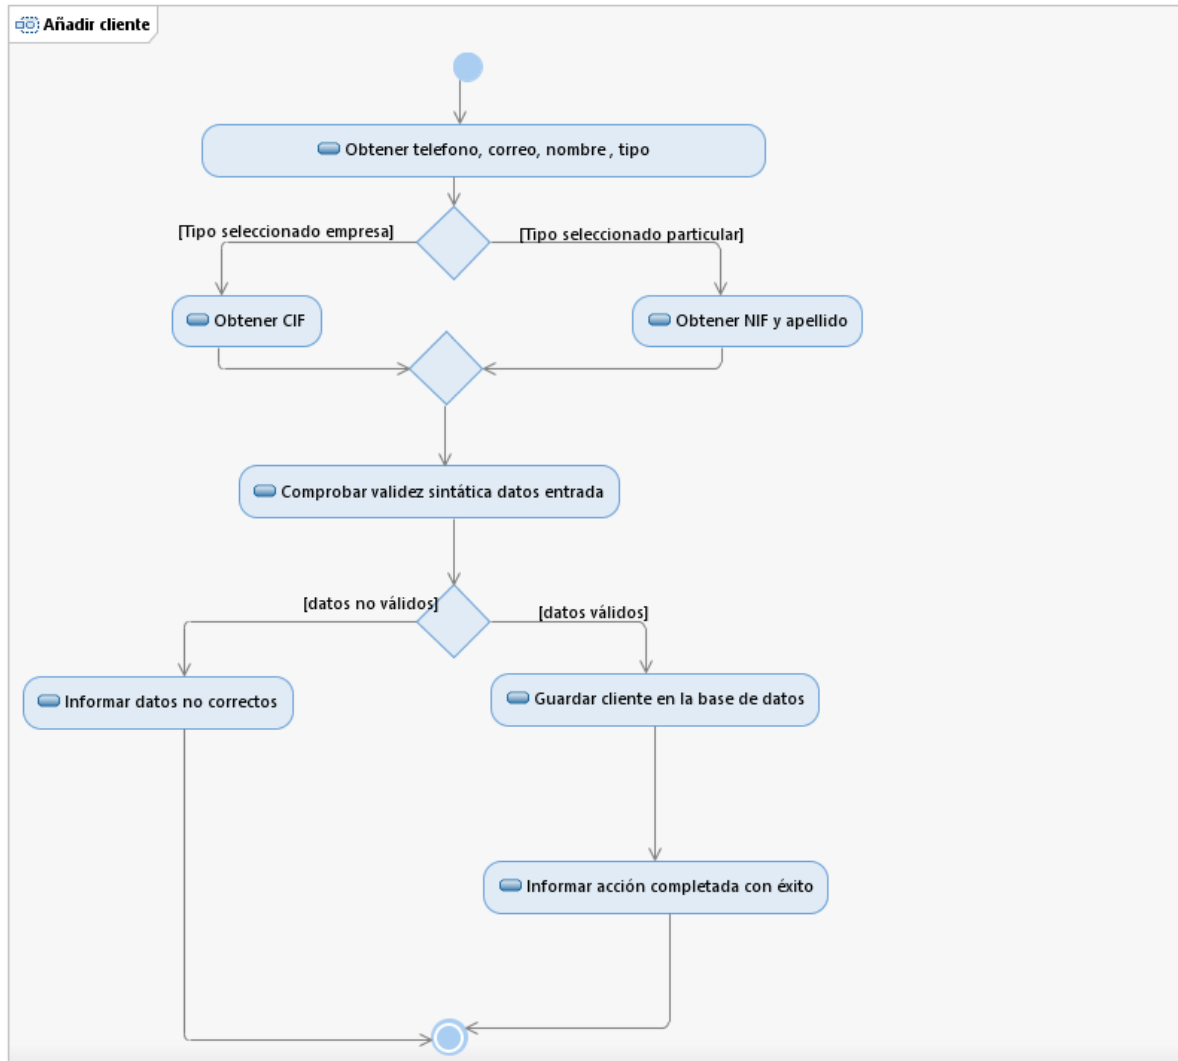 Añadir cliente
Obtener telefono, correo, nombre , tipo
[Tipo seleccionado empresa]
[Tipo seleccionado particular]
Obtener CIF
Obtener NIF y apellido
Comprobar validez sintática datos entrada
[datos no válidos]
[datos válidos]
Informar datos no correctos
Guardar cliente en la base de datos
Informar acción completada con éxito